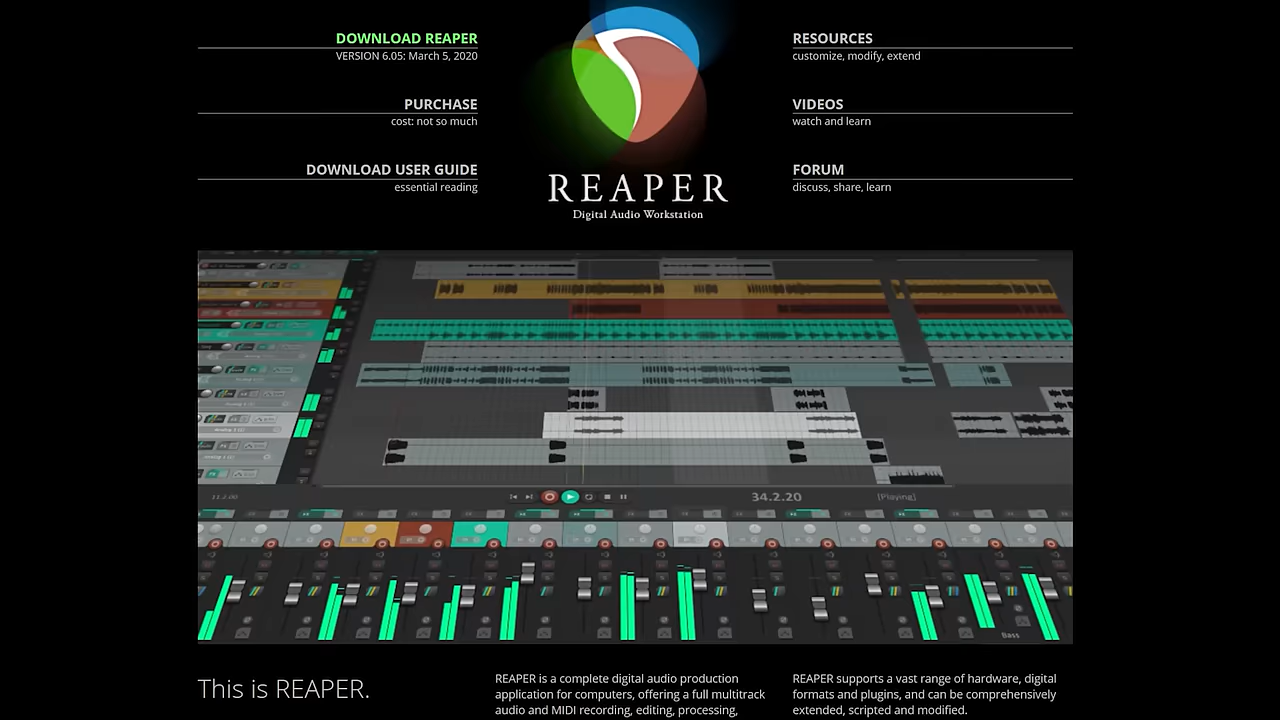 DOWNLOAD REAPER
VERSION 6.05: March 5, 2020
PURCHASE
cost: not so much
DOWNLOAD USER GUIDE
essential reading
REAPER
Digital Audio Workstation
RESOURCES
customize, modify, extend
VIDEOS
watch and learn
FORUM
discuss, share, learn
11.2.00
34.2.20
[Playing]
Bass
This is REAPER.
REAPER is a complete digital audio production
application for computers, offering a full multitrack
audio and MIDI recording, editing, processing,
REAPER supports a vast range of hardware, digital
formats and plugins, and can be comprehensively
extended, scripted and modified.